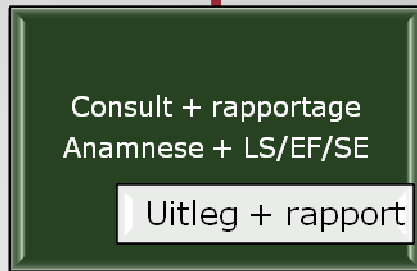 Consult + rapportage
Anamnese + LS/EF/SE
Uitleg + rapport